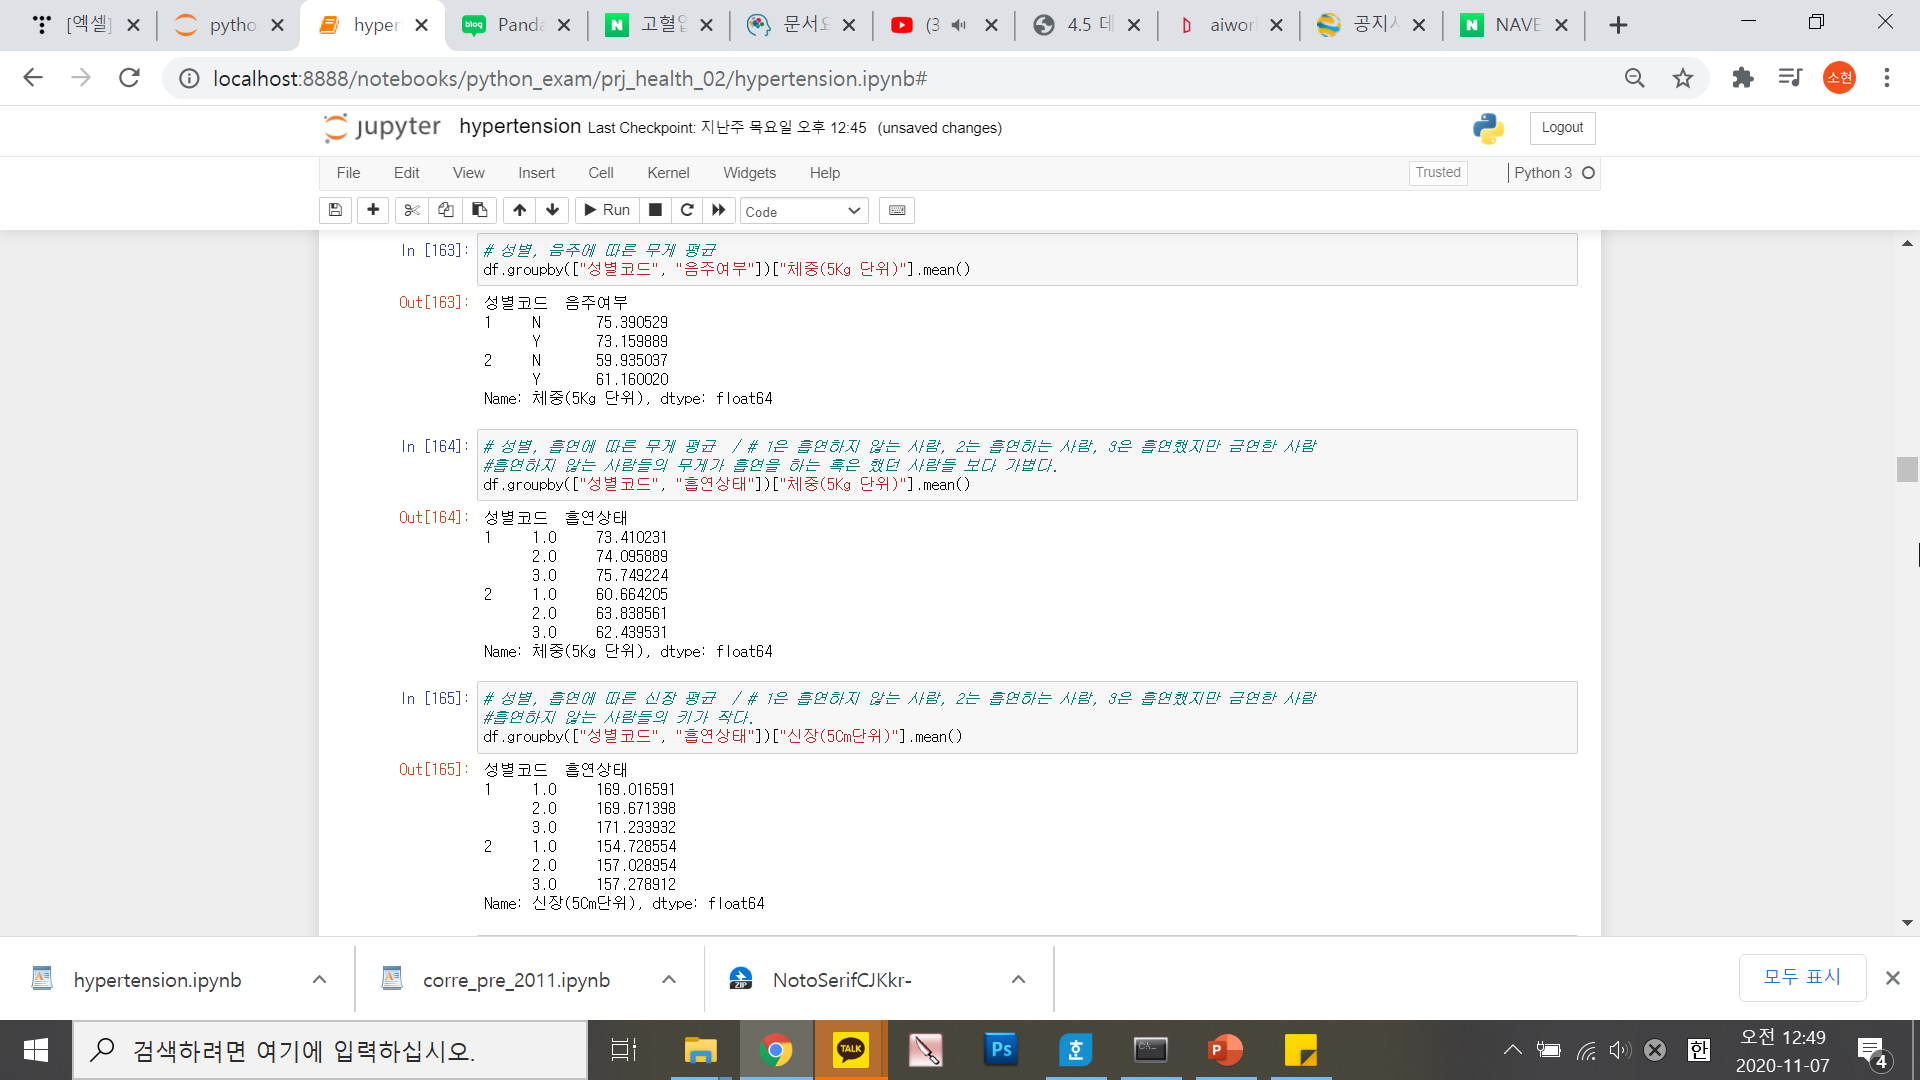 [엑셀]
pytho
hyper
Panda
고혈압
문서요
(3
4.5 데
aiwor
공지사
NAVE
localhost:8888/notebooks/python_exam/prj_health_02/hypertension.ipynb#
소현
jupyter hypertension Last Checkpoint: 지난주 목요일 오후 12:45 (unsaved changes)
Logout
File Edit View Insert Cell Kernel Widgets Help
Trusted
Python 3
Run
Code
In [163]: # 성별, 음주에 따른 무게 평균
df.groupby(["성별코드", "음주여부"])["체중(5Kg 단위)"].mean()
Out[163]: 성별코드 음주여부
1 N 75.390529
Y 73.159889
2 N 59.935037
Y 61.160020
Name: 체중(5Kg 단위), dtype: float64
In [164]: # 성별, 흡연에 따른 무게 평균 / # 1은 흡연하지 않는 사람, 2는 흡연하는 사람, 3은 흡연했지만 금연한 사람
#흡연하지 않는 사람들의 무게가 흡연을 하는 혹은 했던 사람들 보다 가볍다.
df.groupby(["성별코드", "흡연상태"])["체중(5Kg 단위)"].mean()
Out[164]: 성별코드 흡연상태
1 1.0 73.410231
2.0 74.095889
3.0 75.749224
2 1.0 60.664205
2.0 63.838561
3.0 62.439531
Name: 체중(5Kg 단위), dtype: float64
In [165]: # 성별, 흡연에 따른 신장 평균 / # 1은 흡연하지 않는 사람, 2는 흡연하는 사람, 3은 흡연했지만 금연한 사람
#흡연하지 않는 사람들의 키가 작다.
df.groupby(["성별코드", "흡연상태"])["신장(5Cm단위)"].mean()
Out[165]: 성별코드 흡연상태
1 1.0 169.016591
2.0 169.671398
3.0 171.233932
2 1.0 154.728554
2.0 157.028954
3.0 157.278912
Name: 신장(5Cm단위), dtype: float64
hypertension.ipynb
corre_pre_2011.ipynb
NotoSerifCJKkr-
모두 표시
검색하려면 여기에 입력하십시오.
TALK
Ps
호
한
오전 12:49
2020-11-07
4